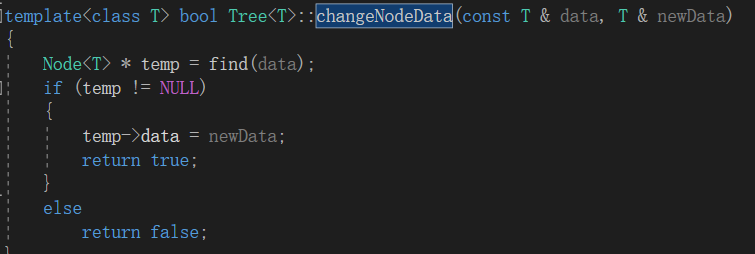 template<class T> bool Tree<T>::changeNodeData(const T & data, T & newData)
{
Node<T> * temp = find(data);
if (temp != NULL)
{
temp->data = newData;
return true;
}
else
return false;
}